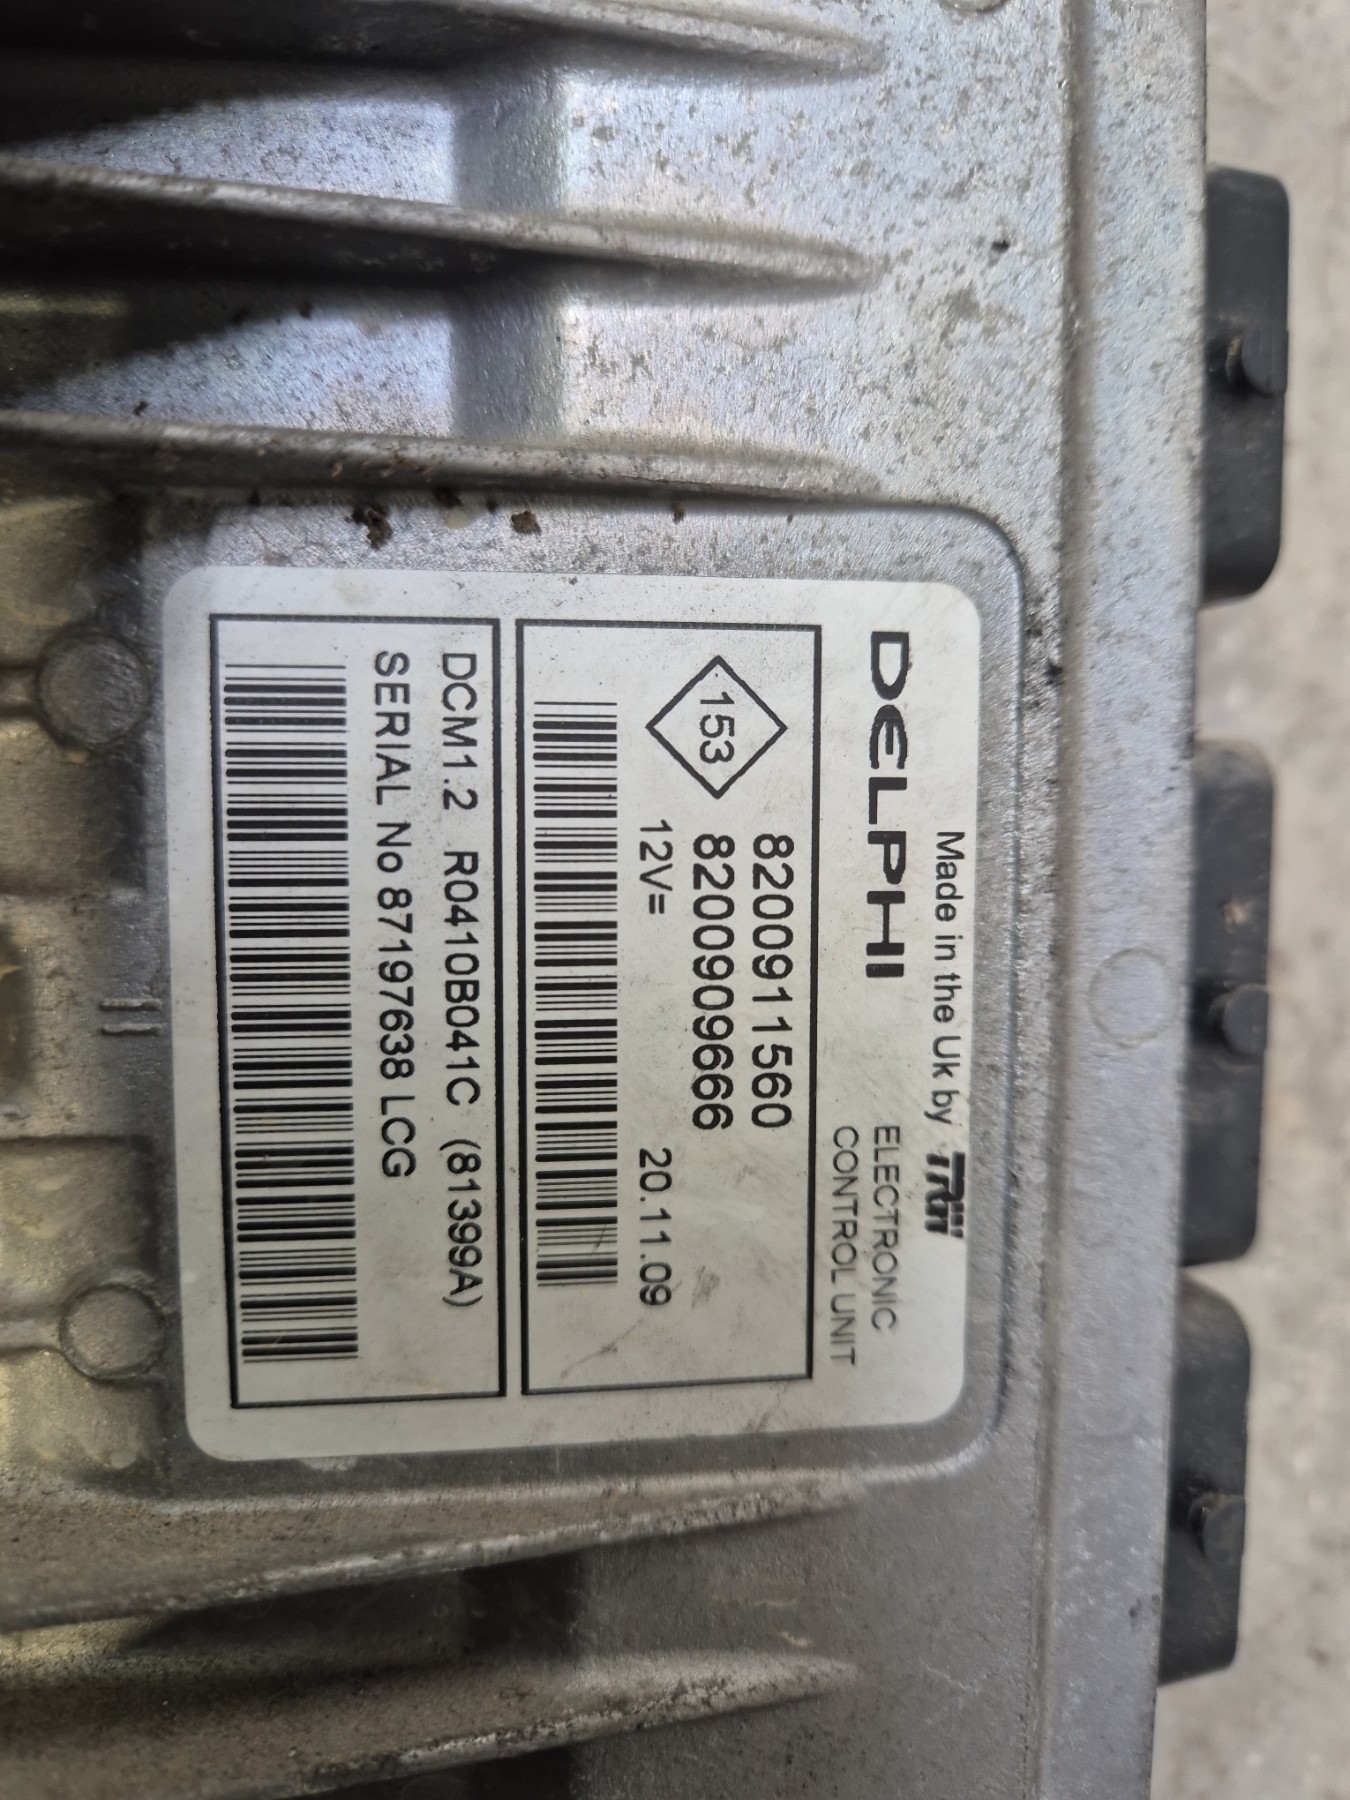 Made in the Uk by TRW
DELPHI
ELECTRONIC
CONTROL UNIT
8200911560
153
8200909666
12V=
20.11.09
DCM1.2 R0410B041C (81399A)
SERIAL No 87197638 LCG